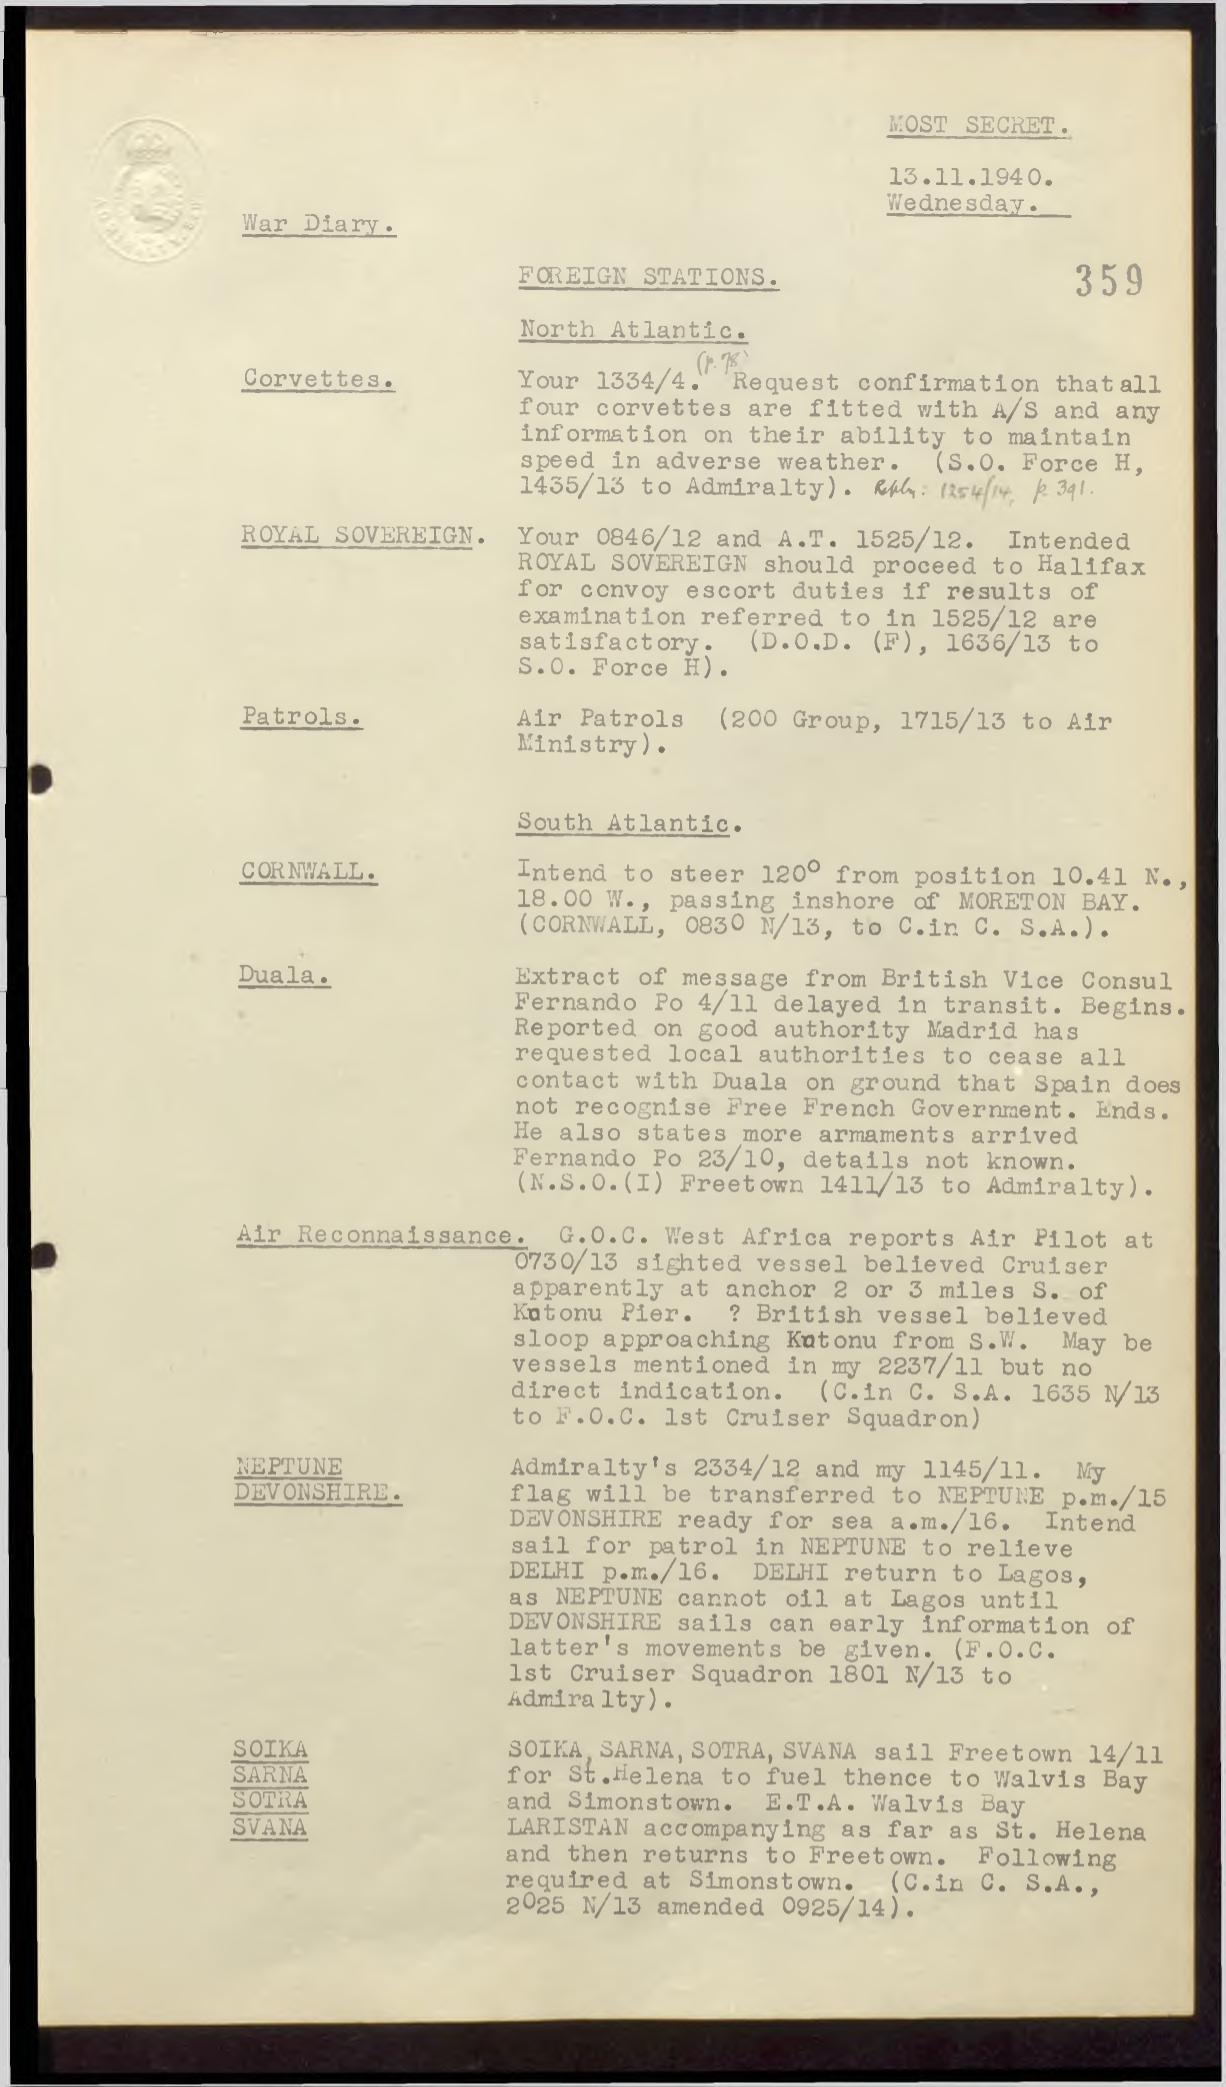 MOST SECRET.
13.11.1940.
Wednesday.
War Diary.
FOREIGN STATIONS.
359
North Atlantic.
(p. 78)
Corvettes. Your 1334/4. Request confirmation that all
four corvettes are fitted with A/S and any
information on their ability to maintain
speed in adverse weather. (S.O. Force H,
1435/13 to Admiralty). Reply: 1254/14, p 391.
ROYAL SOVEREIGN. Your 0846/12 and A.T. 1525/12. Intended
ROYAL SOVEREIGN should proceed to Halifax
for convoy escort duties if results of
examination referred to in 1525/12 are
satisfactory. (D.O.D. (F), 1636/13 to
S.O. Force H).
Patrols. Air Patrols (200 Group, 1715/13 to Air
Ministry).
South Atlantic.
CORNWALL. Intend to steer 120° from position 10.41 N.,
18.00 W., passing inshore of MORETON BAY.
(CORNWALL, 0830 N/13, to C.in C. S.A.).
Duala. Extract of message from British Vice Consul
Fernando Po 4/11 delayed in transit. Begins.
Reported on good authority Madrid has
requested local authorities to cease all
contact with Duala on ground that Spain does
not recognise Free French Government. Ends.
He also states more armaments arrived
Fernando Po 23/10, details not known.
(N.S.O.(I) Freetown 1411/13 to Admiralty).
Air Reconnaissance. G.O.C. West Africa reports Air Pilot at
0730/13 sighted vessel believed Cruiser
apparently at anchor 2 or 3 miles S. of
Kotonu Pier. ? British vessel believed
sloop approaching Kotonu from S.W. May be
vessels mentioned in my 2237/11 but no
direct indication. (C.in C. S.A. 1635 N/13
to F.O.C. 1st Cruiser Squadron)
NEPTUNE Admiralty's 2334/12 and my 1145/11. My
DEVONSHIRE. flag will be transferred to NEPTUNE p.m./15
DEVONSHIRE ready for sea a.m./16. Intend
sail for patrol in NEPTUNE to relieve
DELHI p.m./16. DELHI return to Lagos,
as NEPTUNE cannot oil at Lagos until
DEVONSHIRE sails can early information of
latter's movements be given. (F.O.C.
1st Cruiser Squadron 1801 N/13 to
Admiralty).
SOIKA SOIKA, SARNA, SOTRA, SVANA sail Freetown 14/11
SARNA for St.Helena to fuel thence to Walvis Bay
SOTRA and Simonstown. E.T.A. Walvis Bay
SVANA LARISTAN accompanying as far as St. Helena
and then returns to Freetown. Following
required at Simonstown. (C.in C. S.A.,
2025 N/13 amended 0925/14).